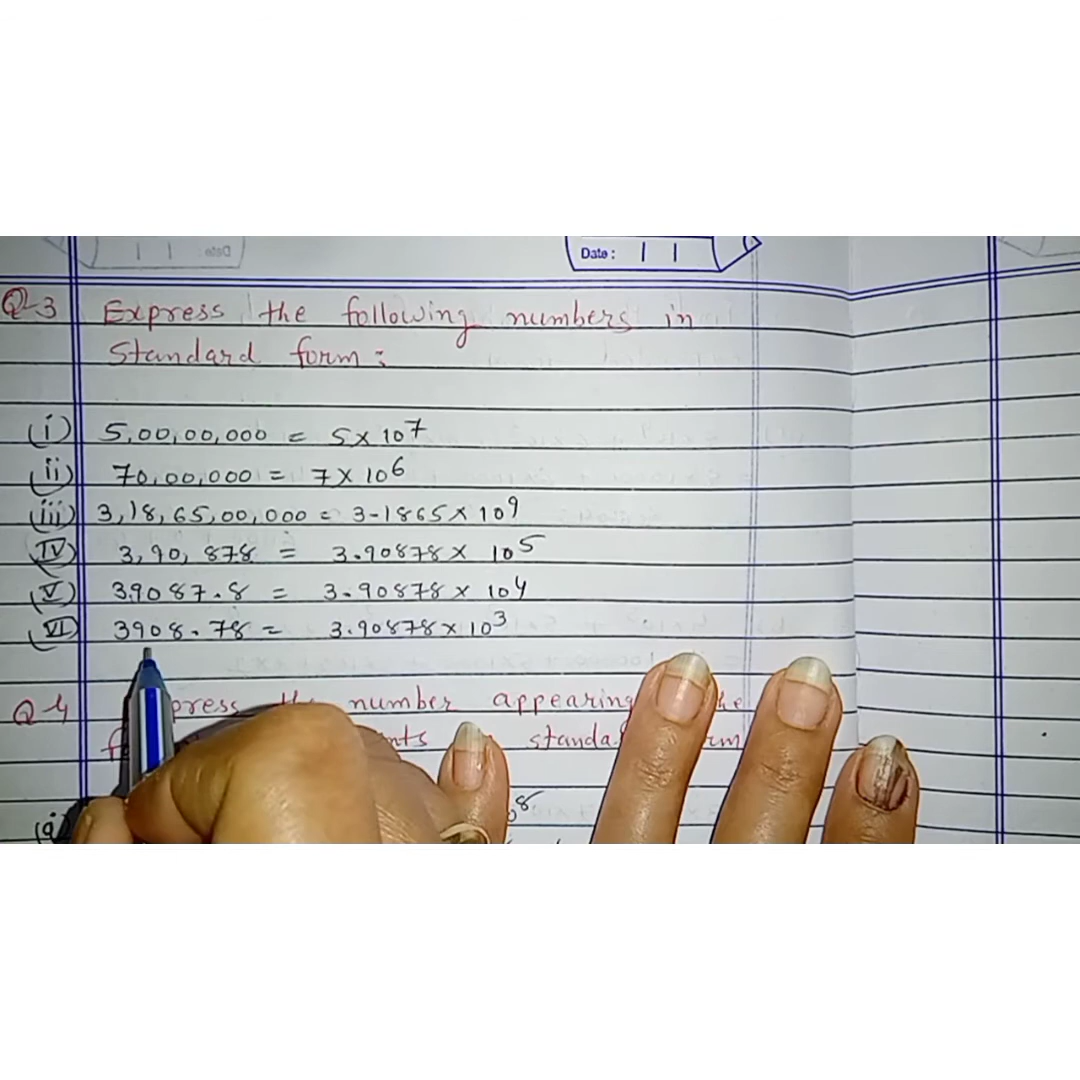 Date :
Q-3 Express the following numbers in
standard form :
(i) 5,00,00,000 = 5 × 10⁷
(ii) 70,00,000 = 7 × 10⁶
(iii) 3,18,65,00,000 = 3-1865 × 10⁹
(IV) 3,90,878 = 3.90878 × 10⁵
(V) 39087.8 = 3.90878 × 10⁴
(VI) 3908.78 = 3.90878 × 10³
Q-4 number appearing